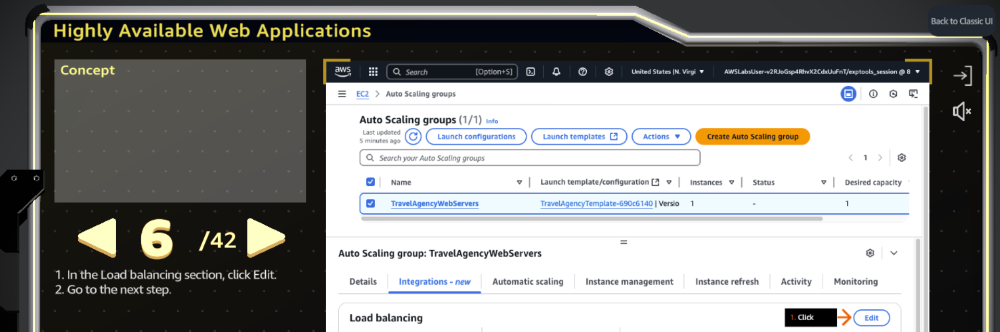 Back to Classic UI
Highly Available Web Applications
Concept
6 /42
1. In the Load balancing section, click Edit.
2. Go to the next step.
aws Search [Option+S] United States (N. Virgi AWSLabsUser-v2RJoGsp4RhvX2CdxUuFnT/exptools_session @ 8
EC2 > Auto Scaling groups
Auto Scaling groups (1/1) Info
Last updated
5 minutes ago
Launch configurations Launch templates Actions Create Auto Scaling group
Search your Auto Scaling groups
1
Name Launch template/configuration Instances Status Desired capacity
TravelAgencyWebServers TravelAgencyTemplate-690c6140 | Versio 1 - 1
Auto Scaling group: TravelAgencyWebServers
Details Integrations - new Automatic scaling Instance management Instance refresh Activity Monitoring
Load balancing 1. Click Edit